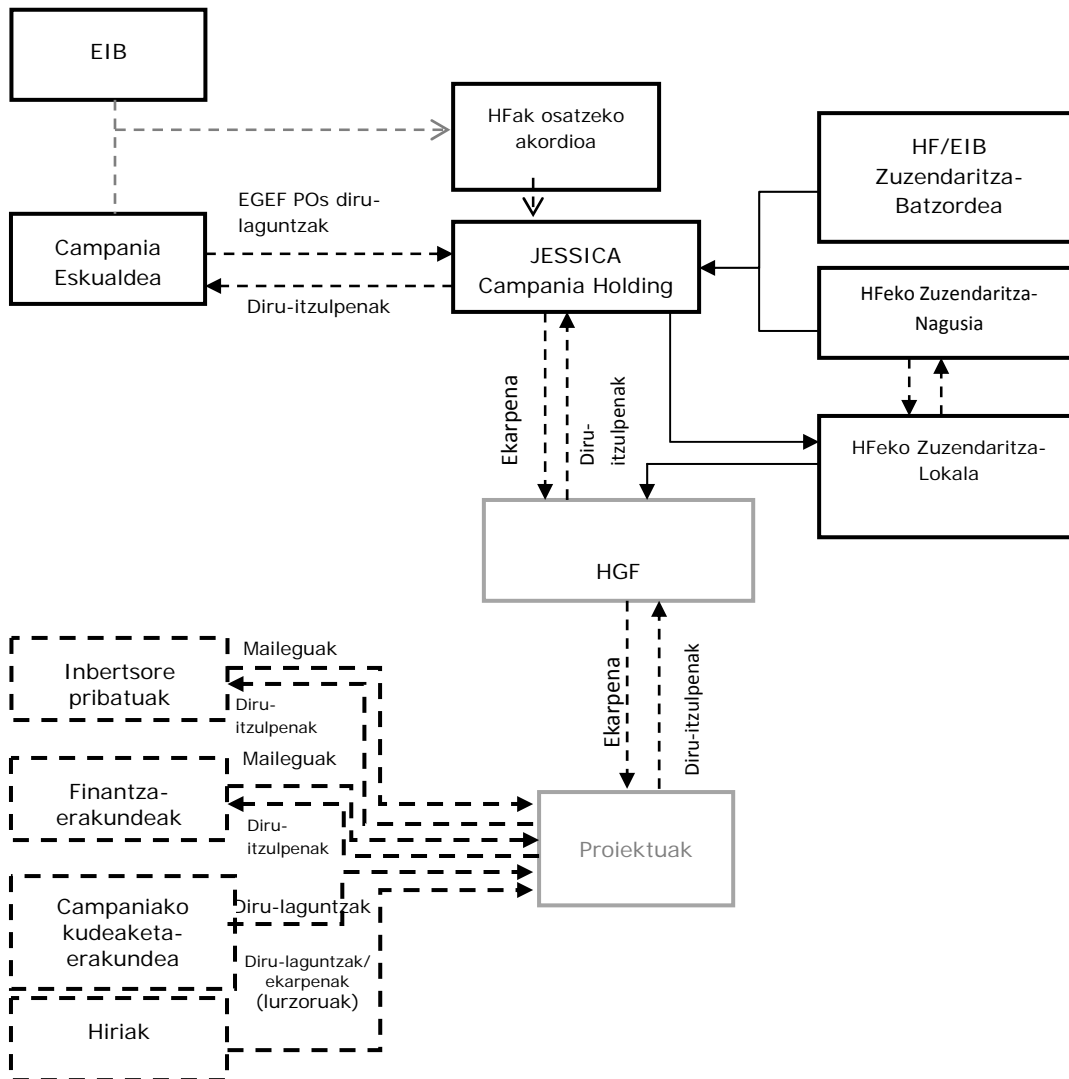 EIB
HFak osatzeko
akordioa
HF/EIB
Zuzendaritza-
Batzordea
EGEF POs diru-
laguntzak
Campania
Eskualdea
JESSICA
Campania Holding
Diru-itzulpenak
HFeko Zuzendaritza-
Nagusia
Ekarpena
Diru-
itzulpenak
HFeko Zuzendaritza-
Lokala
HGF
Ekarpena
Diru-itzulpenak
Inbertsore
pribatuak
Maileguak
Diru-
itzulpenak
Finantza-
erakundeak
Maileguak
Diru-
itzulpenak
Proiektuak
Campaniako
kudeaketa-
erakundea
Diru-laguntzak
Diru-laguntzak/
ekarpenak
(lurzoruak)
Hiriak